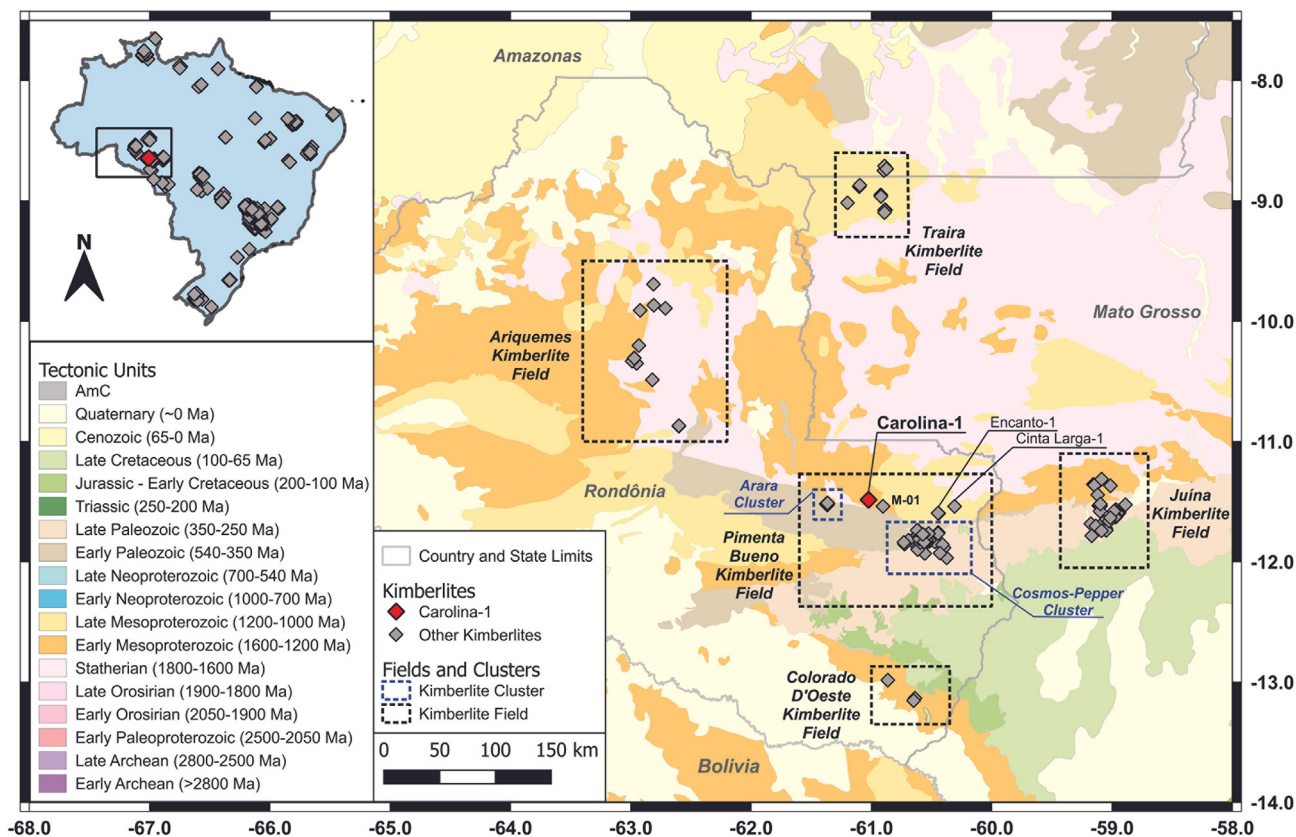 Amazonas
Traira
Kimberlite
Field
Mato Grosso
Ariquemes
Kimberlite
Field
Carolina-1
Encanto-1
Cinta Larga-1
Rondônia
Arara
Cluster
M-01
Juína
Kimberlite
Field
Pimenta
Bueno
Kimberlite
Field
Cosmos-Pepper
Cluster
Colorado
D'Oeste
Kimberlite
Field
Bolivia
N
Tectonic Units
AmC
Quaternary (~0 Ma)
Cenozoic (65-0 Ma)
Late Cretaceous (100-65 Ma)
Jurassic - Early Cretaceous (200-100 Ma)
Triassic (250-200 Ma)
Late Paleozoic (350-250 Ma)
Early Paleozoic (540-350 Ma)
Late Neoproterozoic (700-540 Ma)
Early Neoproterozoic (1000-700 Ma)
Late Mesoproterozoic (1200-1000 Ma)
Early Mesoproterozoic (1600-1200 Ma)
Statherian (1800-1600 Ma)
Late Orosirian (1900-1800 Ma)
Early Orosirian (2050-1900 Ma)
Early Paleoproterozoic (2500-2050 Ma)
Late Archean (2800-2500 Ma)
Early Archean (>2800 Ma)
Country and State Limits
Kimberlites
Carolina-1
Other Kimberlites
Fields and Clusters
Kimberlite Cluster
Kimberlite Field
0 50 100 150 km
-8.0
-9.0
-10.0
-11.0
-12.0
-13.0
-14.0
-68.0 -67.0 -66.0 -65.0 -64.0 -63.0 -62.0 -61.0 -60.0 -59.0 -58.0